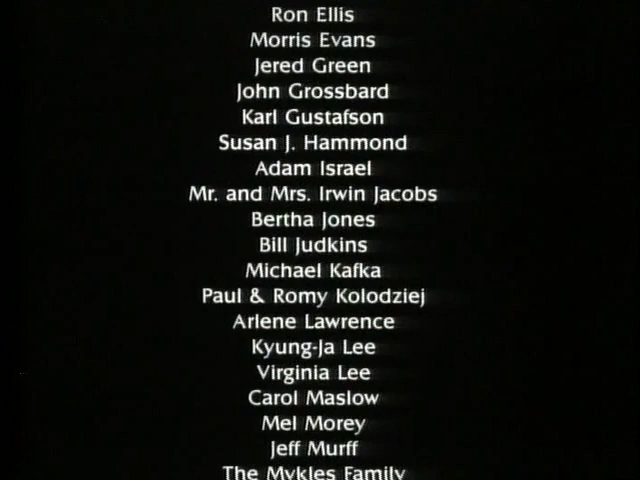 Ron Ellis
Morris Evans
Jered Green
John Grossbard
Karl Gustafson
Susan J. Hammond
Adam Israel
Mr. and Mrs. Irwin Jacobs
Bertha Jones
Bill Judkins
Michael Kafka
Paul & Romy Kolodziej
Arlene Lawrence
Kyung-Ja Lee
Virginia Lee
Carol Maslow
Mel Morey
Jeff Murff
The Mykles Family